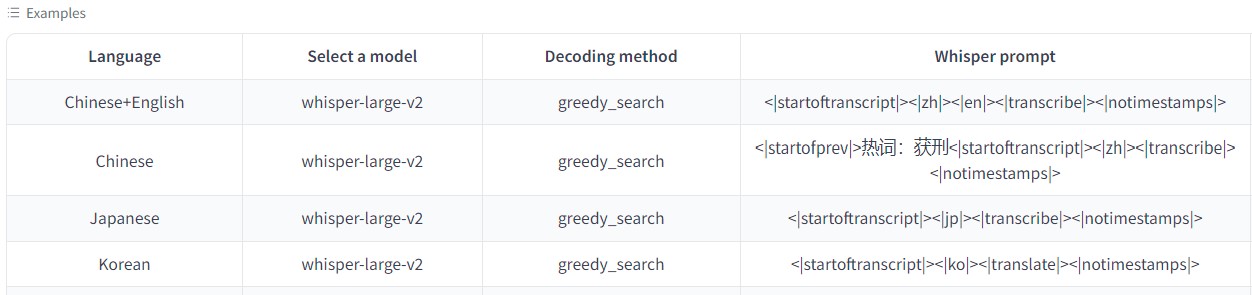 Examples
Language Select a model Decoding method Whisper prompt
Chinese+English whisper-large-v2 greedy_search <|startoftranscript|><|zh|><|en|><|transcribe|><|notimestamps|>
Chinese whisper-large-v2 greedy_search <|startofprev|>热词：获刑<|startoftranscript|><|zh|><|transcribe|>
<|notimestamps|>
Japanese whisper-large-v2 greedy_search <|startoftranscript|><|jp|><|transcribe|><|notimestamps|>
Korean whisper-large-v2 greedy_search <|startoftranscript|><|ko|><|translate|><|notimestamps|>